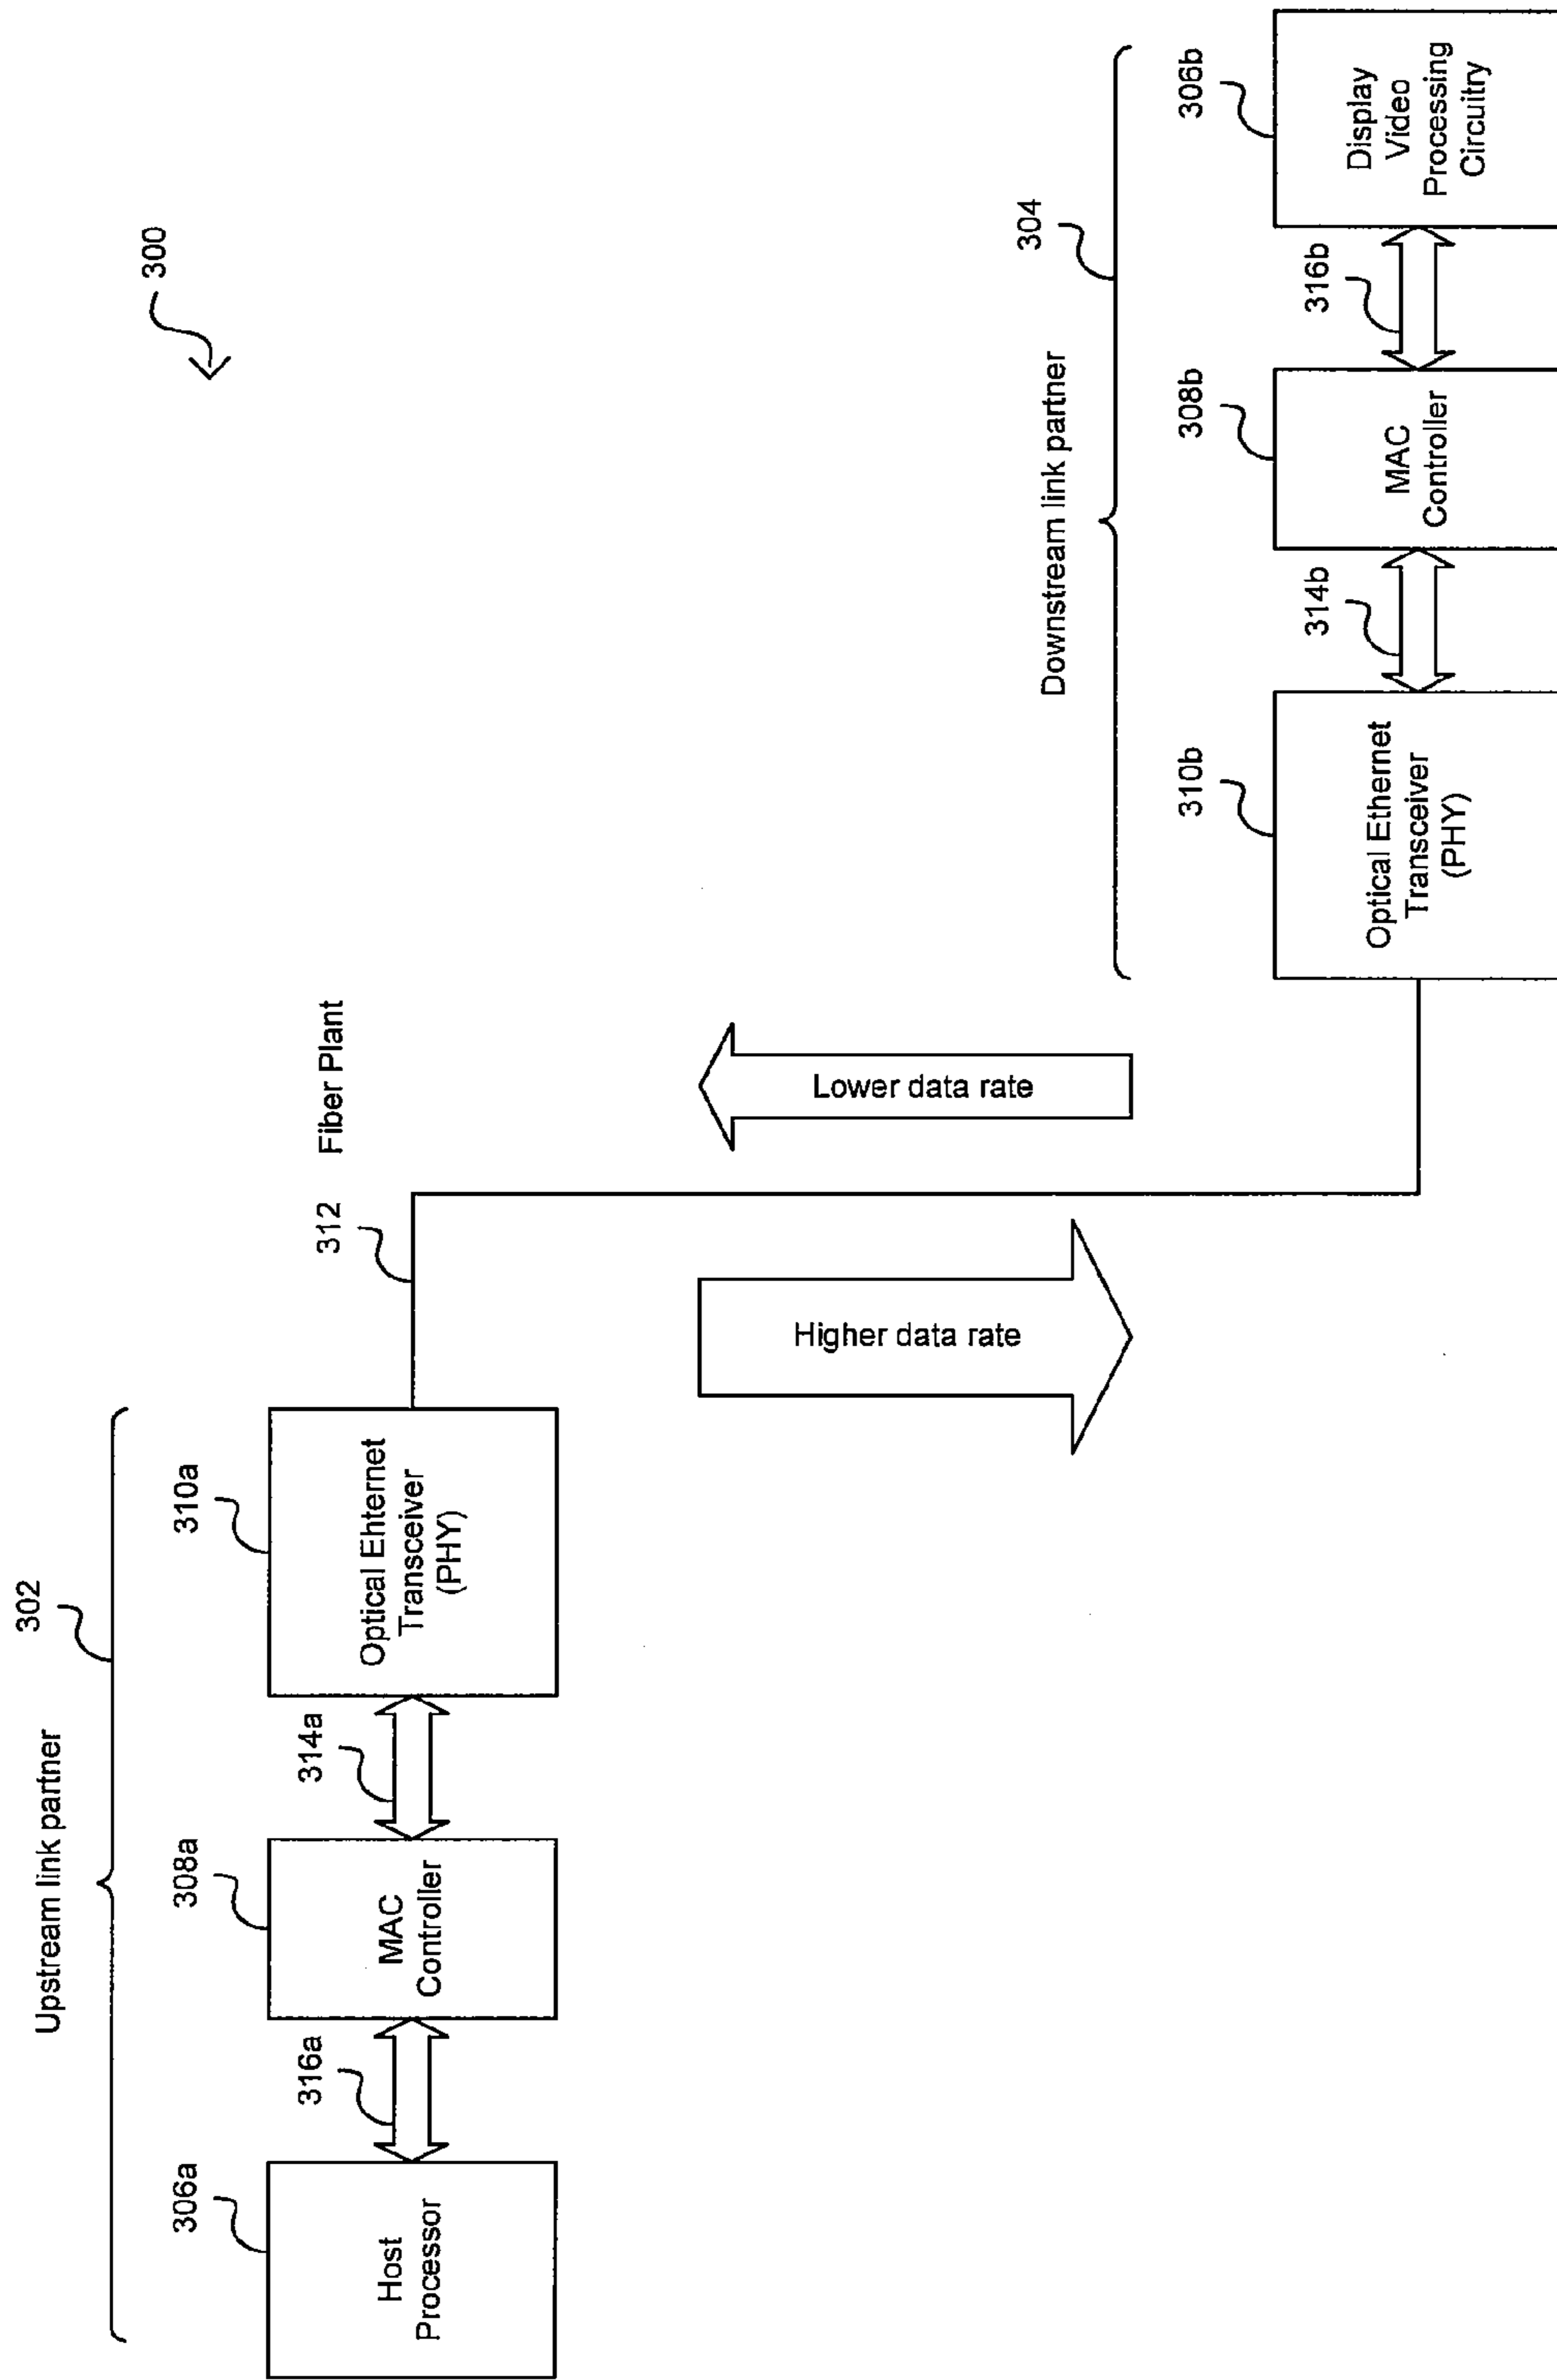 300
Upstream link partner
302
306a
Host
Processor
316a
308a
MAC
Controller
314a
310a
Optical Ehternet
Transceiver
(PHY)
312
Fiber Plant
Higher data rate
Lower data rate
Downstream link partner
304
310b
Optical Ethernet
Transceiver
(PHY)
314b
308b
MAC
Controller
316b
306b
Display
Video
Processing
Circuitry